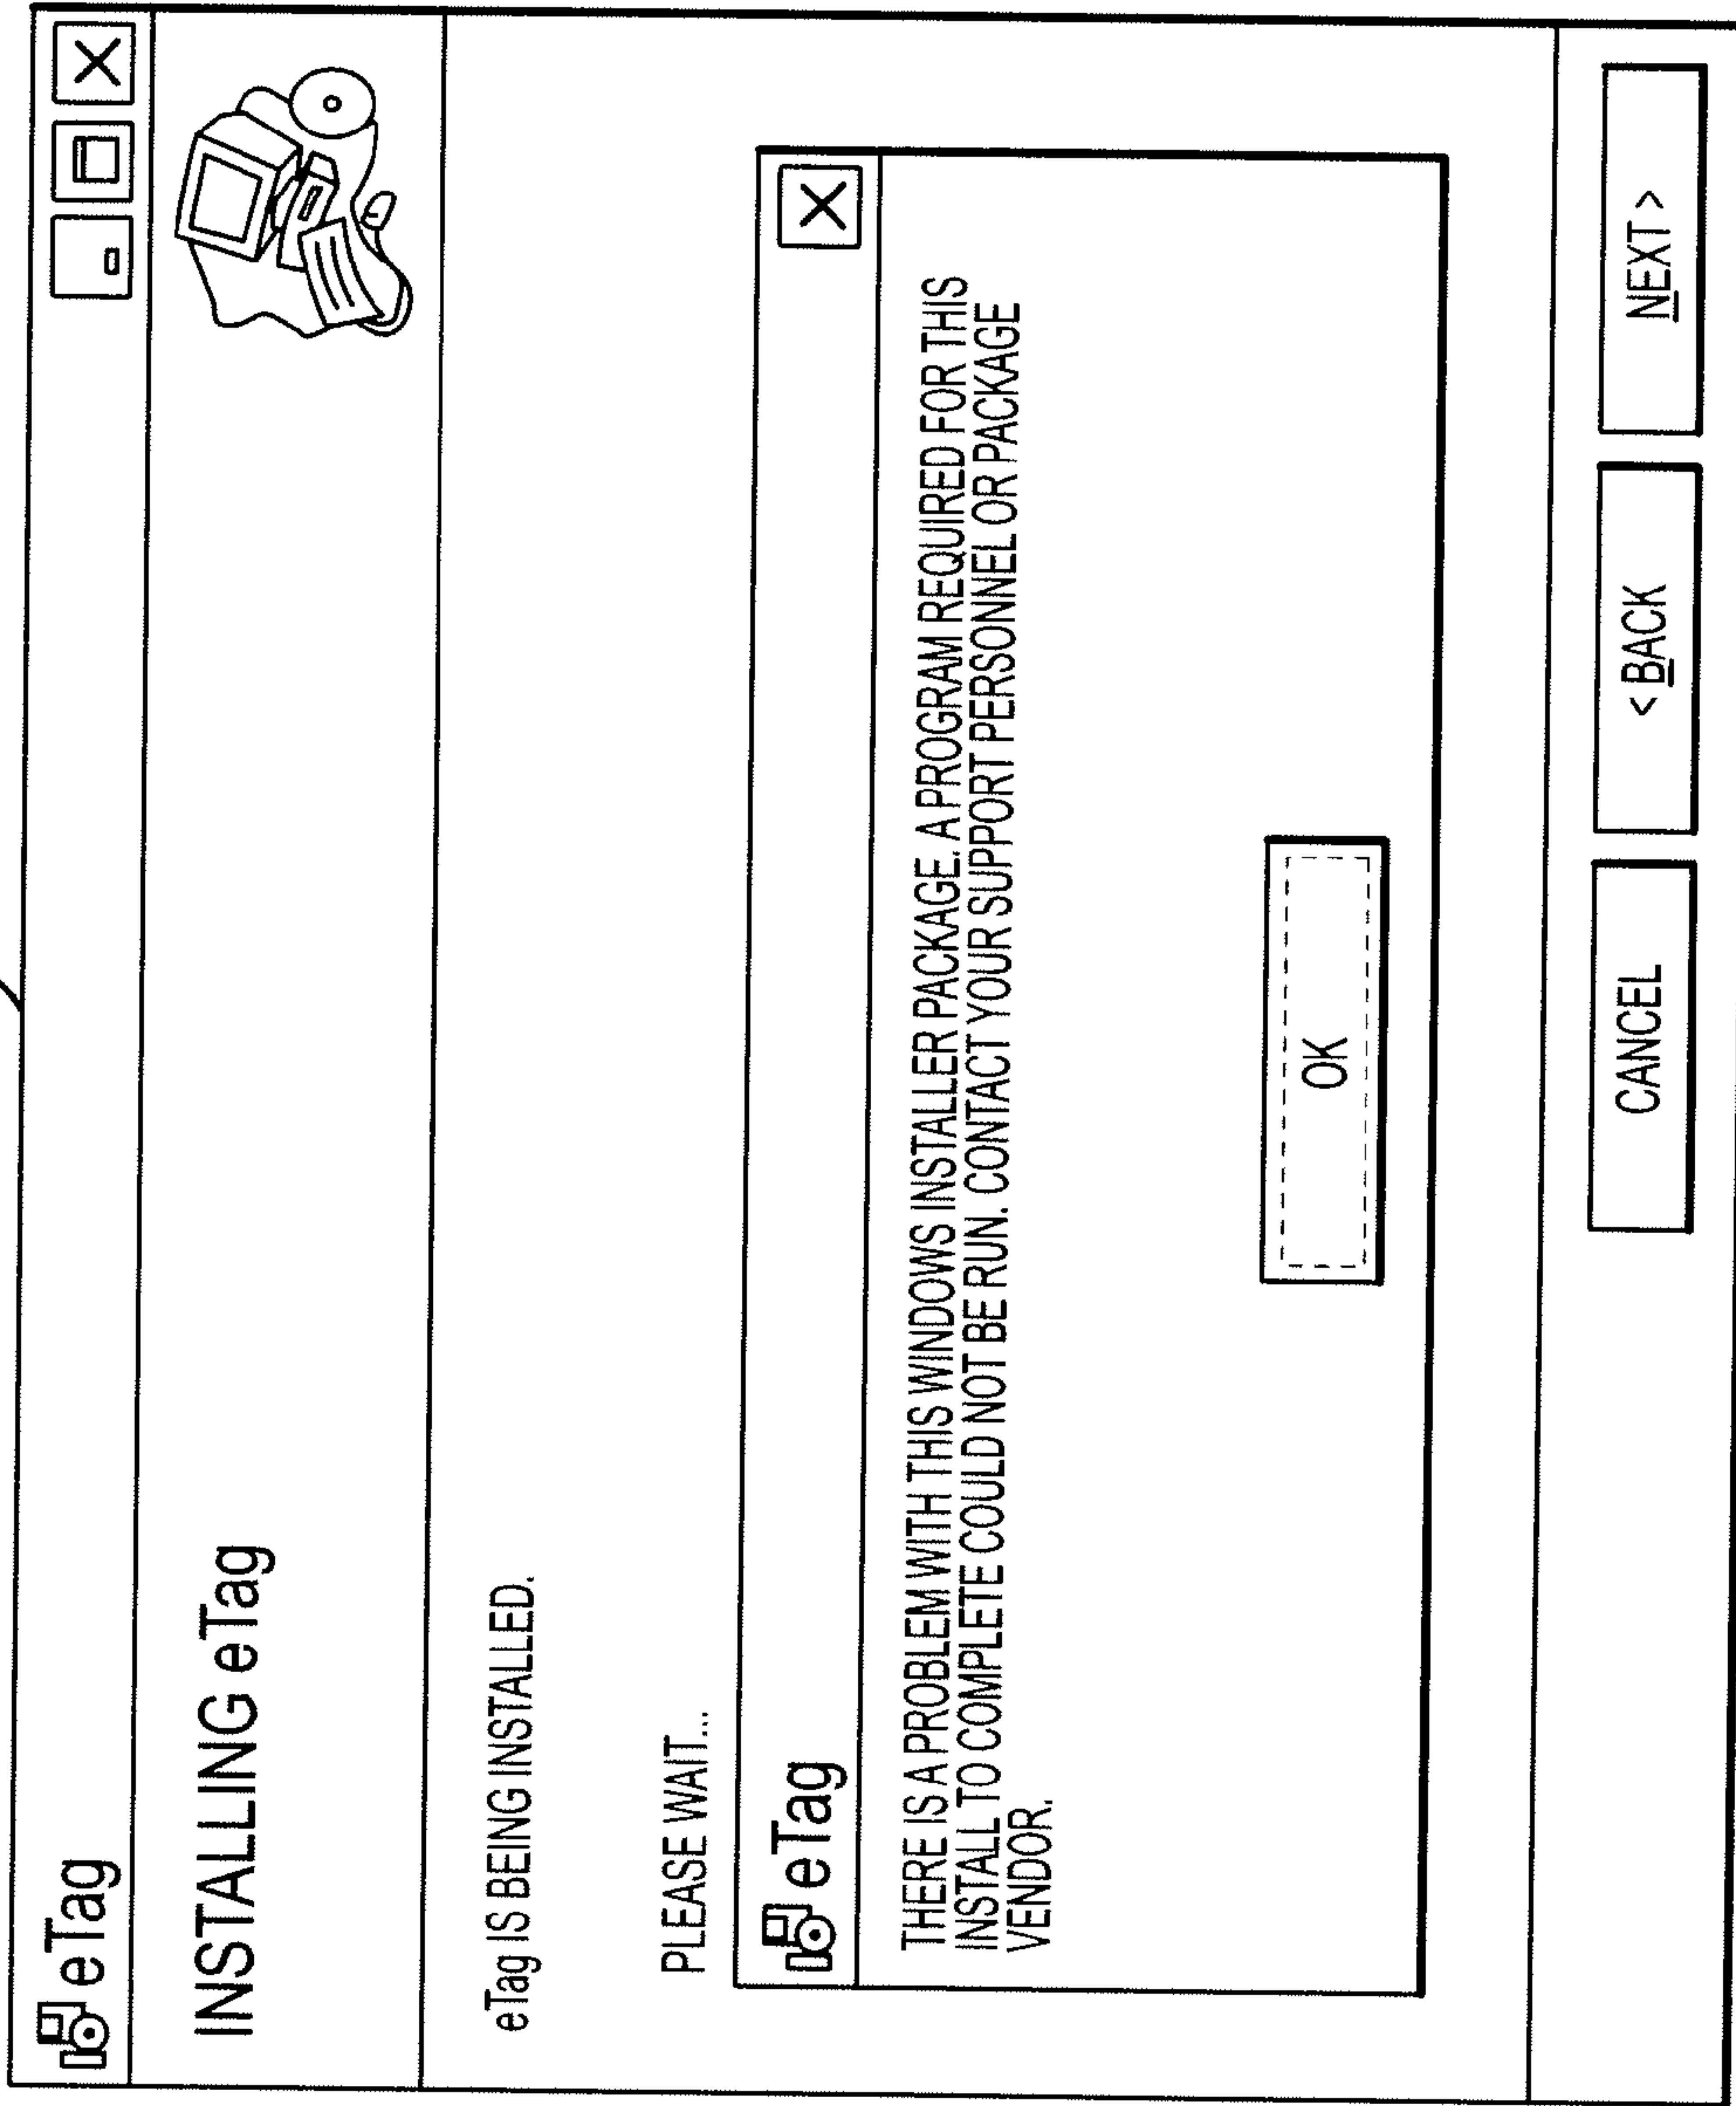 eTag
INSTALLING eTag
eTag IS BEING INSTALLED.
PLEASE WAIT...
eTag
THERE IS A PROBLEM WITH THIS WINDOWS INSTALLER PACKAGE. A PROGRAM REQUIRED FOR THIS
INSTALL TO COMPLETE COULD NOT BE RUN. CONTACT YOUR SUPPORT PERSONNEL OR PACKAGE
VENDOR.
OK
CANCEL
< BACK
NEXT >